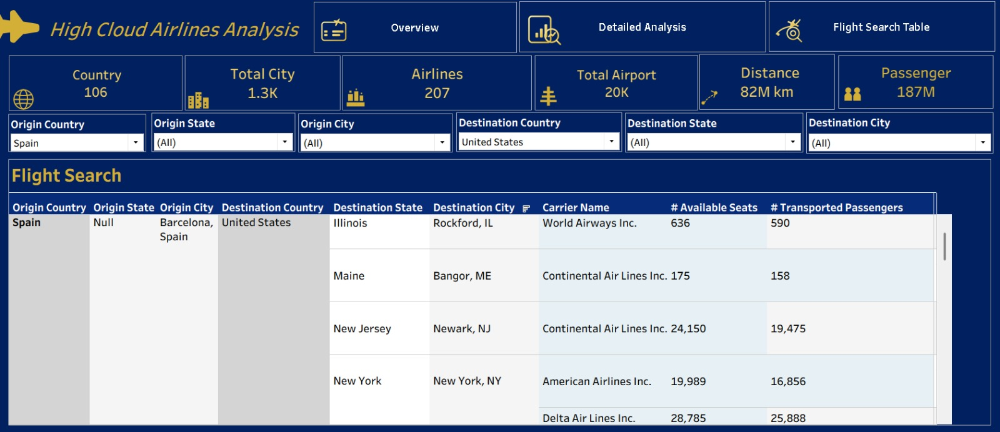 High Cloud Airlines Analysis
Overview
Detailed Analysis
Flight Search Table
Country
106
Total City
1.3K
Airlines
207
Total Airport
20K
Distance
82M km
Passenger
187M
Origin Country
Spain
Origin State
(All)
Origin City
(All)
Destination Country
United States
Destination State
(All)
Destination City
(All)
Flight Search
Origin Country Origin State Origin City Destination Country Destination State Destination City Carrier Name # Available Seats # Transported Passengers
Spain Null Barcelona, United States Illinois Rockford, IL World Airways Inc. 636 590
Spain
Maine Bangor, ME Continental Air Lines Inc. 175 158
New Jersey Newark, NJ Continental Air Lines Inc. 24,150 19,475
New York New York, NY American Airlines Inc. 19,989 16,856
Delta Air Lines Inc. 28,785 25,888